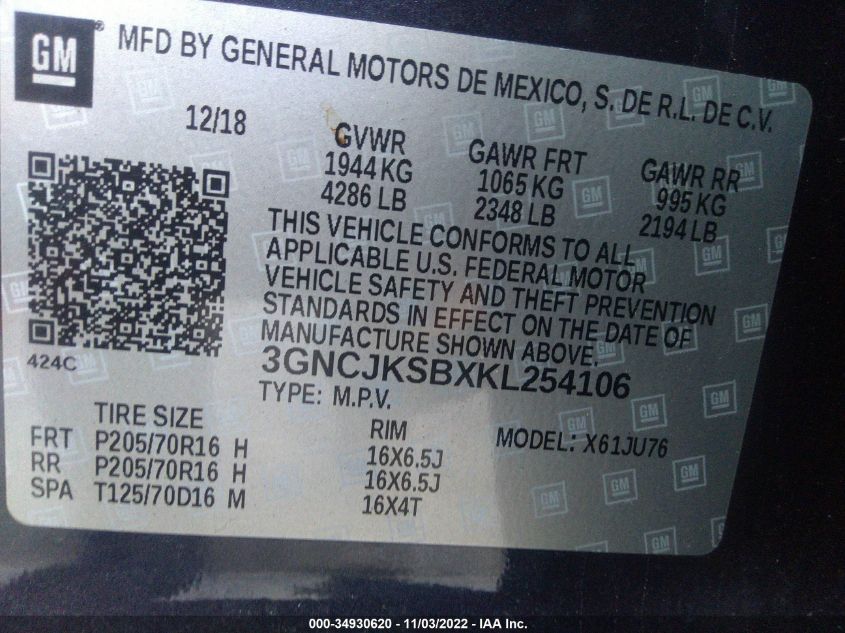 GM ® MFD BY GENERAL MOTORS DE MEXICO, S. DE R.L. DE C.V.
12/18
GVWR GAWR FRT GAWR RR
1944 KG 1065 KG 995 KG
4286 LB 2348 LB 2194 LB
THIS VEHICLE CONFORMS TO ALL
APPLICABLE U.S. FEDERAL MOTOR
VEHICLE SAFETY AND THEFT PREVENTION
STANDARDS IN EFFECT ON THE DATE OF
MANUFACTURE SHOWN ABOVE.
424C
3GNCJKSBXKL254106
TYPE: M.P.V.
TIRE SIZE RIM MODEL: X61JU76
FRT P205/70R16 H 16X6.5J
RR P205/70R16 H 16X6.5J
SPA T125/70D16 M 16X4T
000-34930620 - 11/03/2022 - IAA Inc.